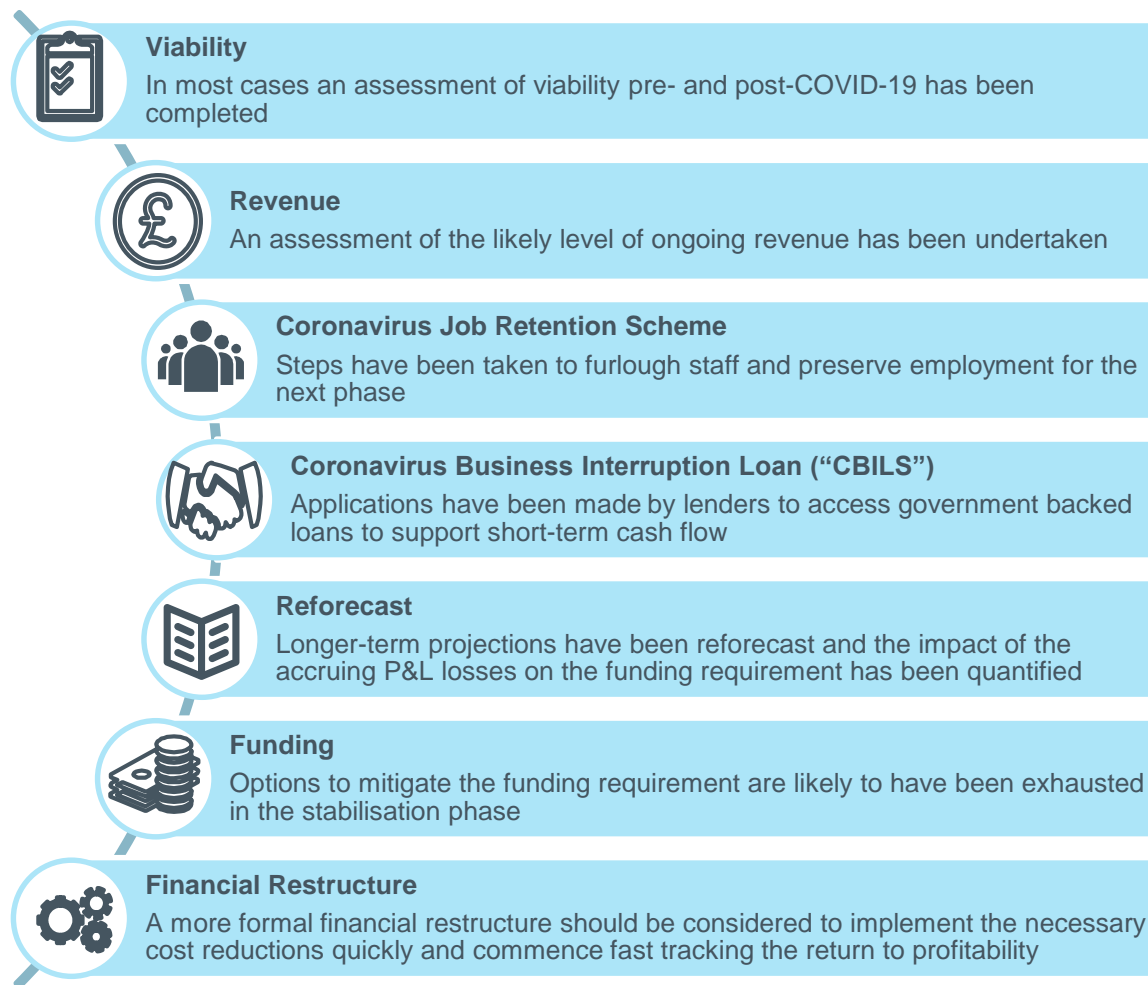 Viability
In most cases an assessment of viability pre- and post-COVID-19 has been
completed
£
Revenue
An assessment of the likely level of ongoing revenue has been undertaken
Coronavirus Job Retention Scheme
Steps have been taken to furlough staff and preserve employment for the
next phase
Coronavirus Business Interruption Loan (“CBILS”)
Applications have been made by lenders to access government backed
loans to support short-term cash flow
Reforecast
Longer-term projections have been reforecast and the impact of the
accruing P&L losses on the funding requirement has been quantified
Funding
Options to mitigate the funding requirement are likely to have been exhausted
in the stabilisation phase
Financial Restructure
A more formal financial restructure should be considered to implement the necessary
cost reductions quickly and commence fast tracking the return to profitability